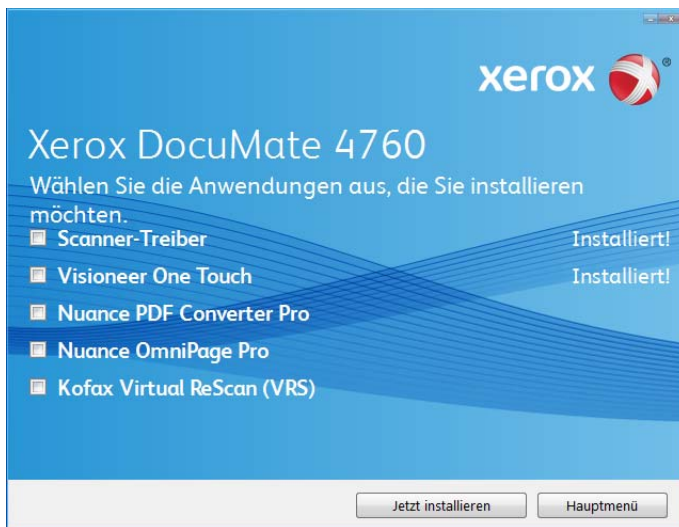 xerox ®
Xerox DocuMate 4760
Wählen Sie die Anwendungen aus, die Sie installieren
möchten.
Scanner-Treiber Installiert!
Visioneer One Touch Installiert!
Nuance PDF Converter Pro
Nuance OmniPage Pro
Kofax Virtual ReScan (VRS)
Jetzt installieren Hauptmenü